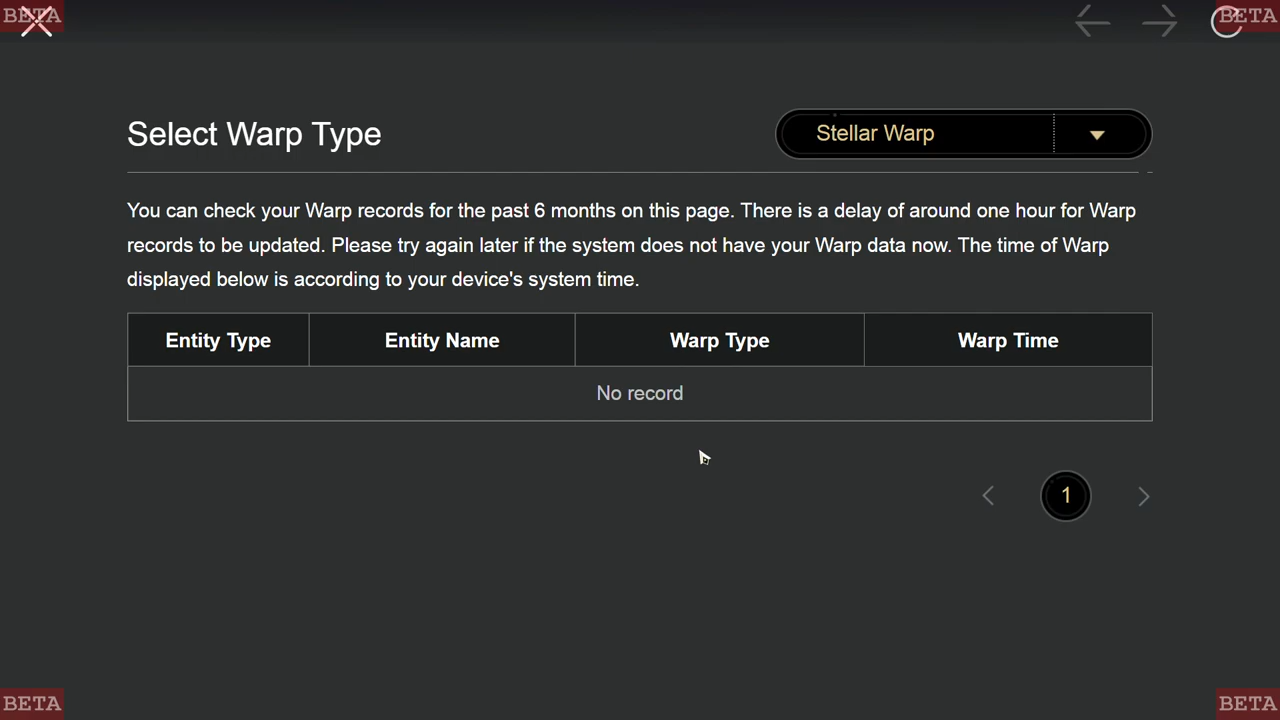 BETA
BETA
Select Warp Type
Stellar Warp
You can check your Warp records for the past 6 months on this page. There is a delay of around one hour for Warp
records to be updated. Please try again later if the system does not have your Warp data now. The time of Warp
displayed below is according to your device's system time.
Entity Type Entity Name Warp Type Warp Time
No record
1
BETA
BETA